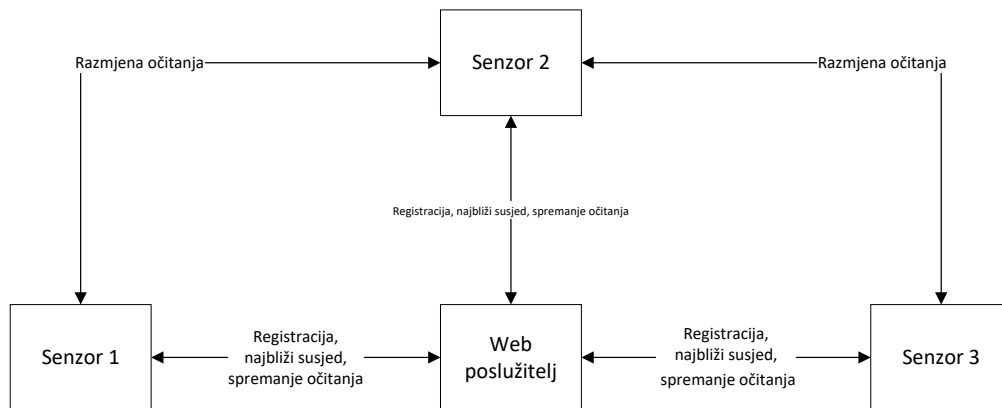 Senzor 2
Razmjena očitanja
Razmjena očitanja
Registracija, najbliži susjed, spremanje očitanja
Senzor 1
Registracija,
najbliži susjed,
spremanje očitanja
Web
poslužitelj
Registracija,
najbliži susjed,
spremanje očitanja
Senzor 3